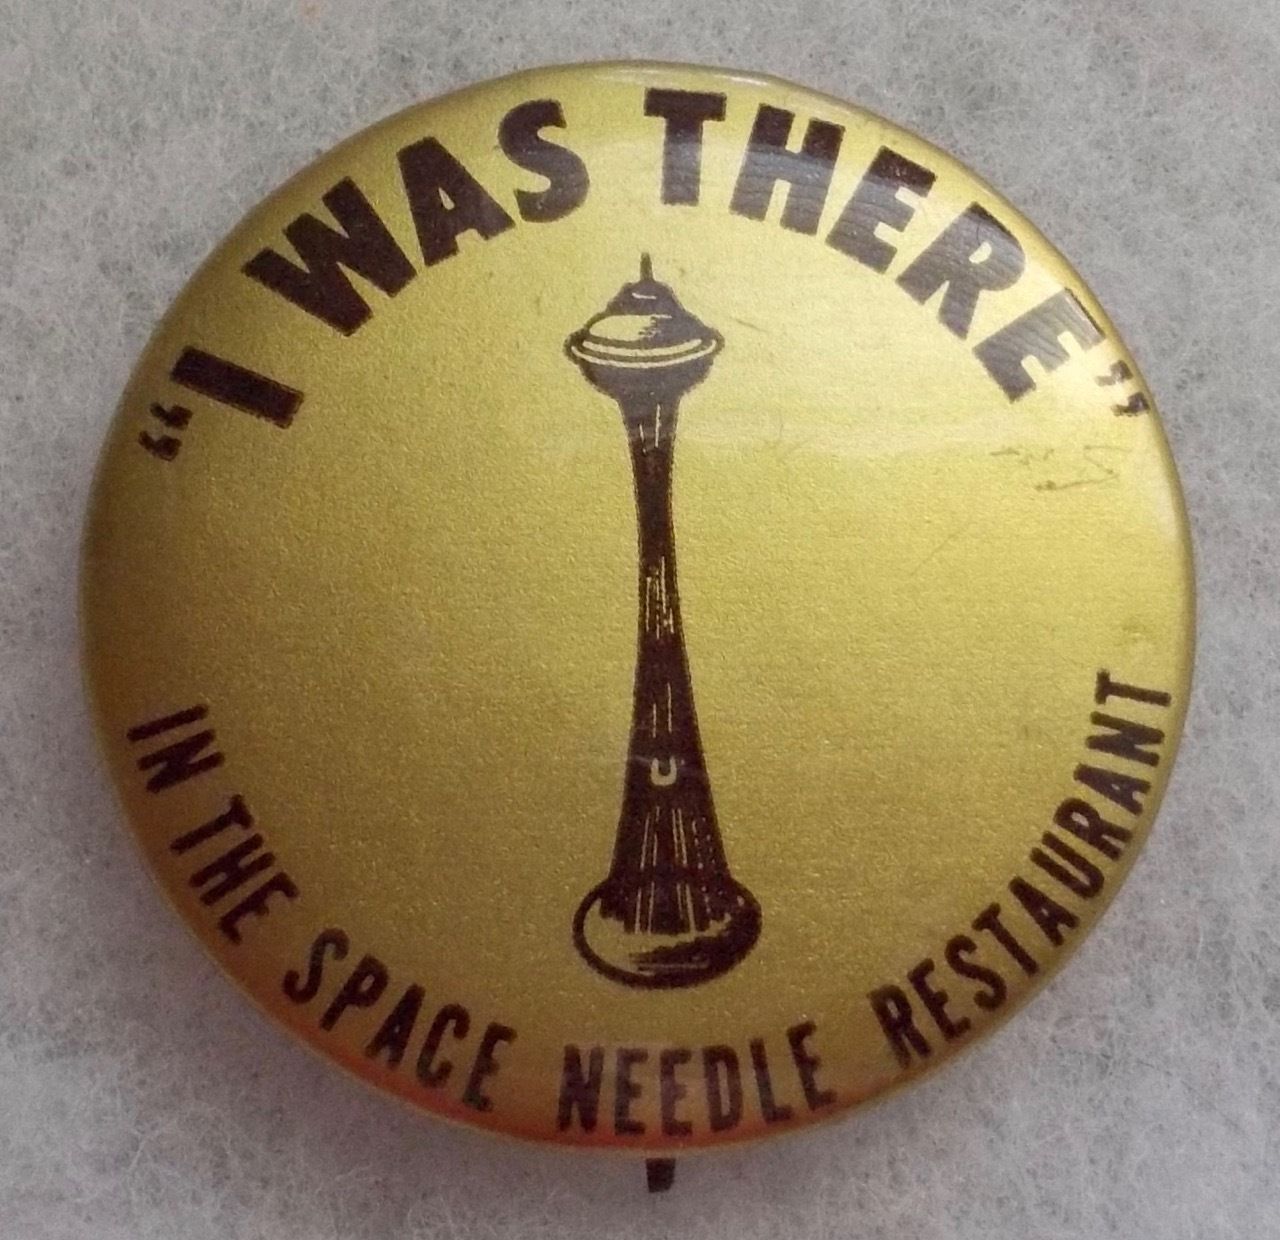 “I WAS THERE”
IN THE SPACE NEEDLE RESTAURANT